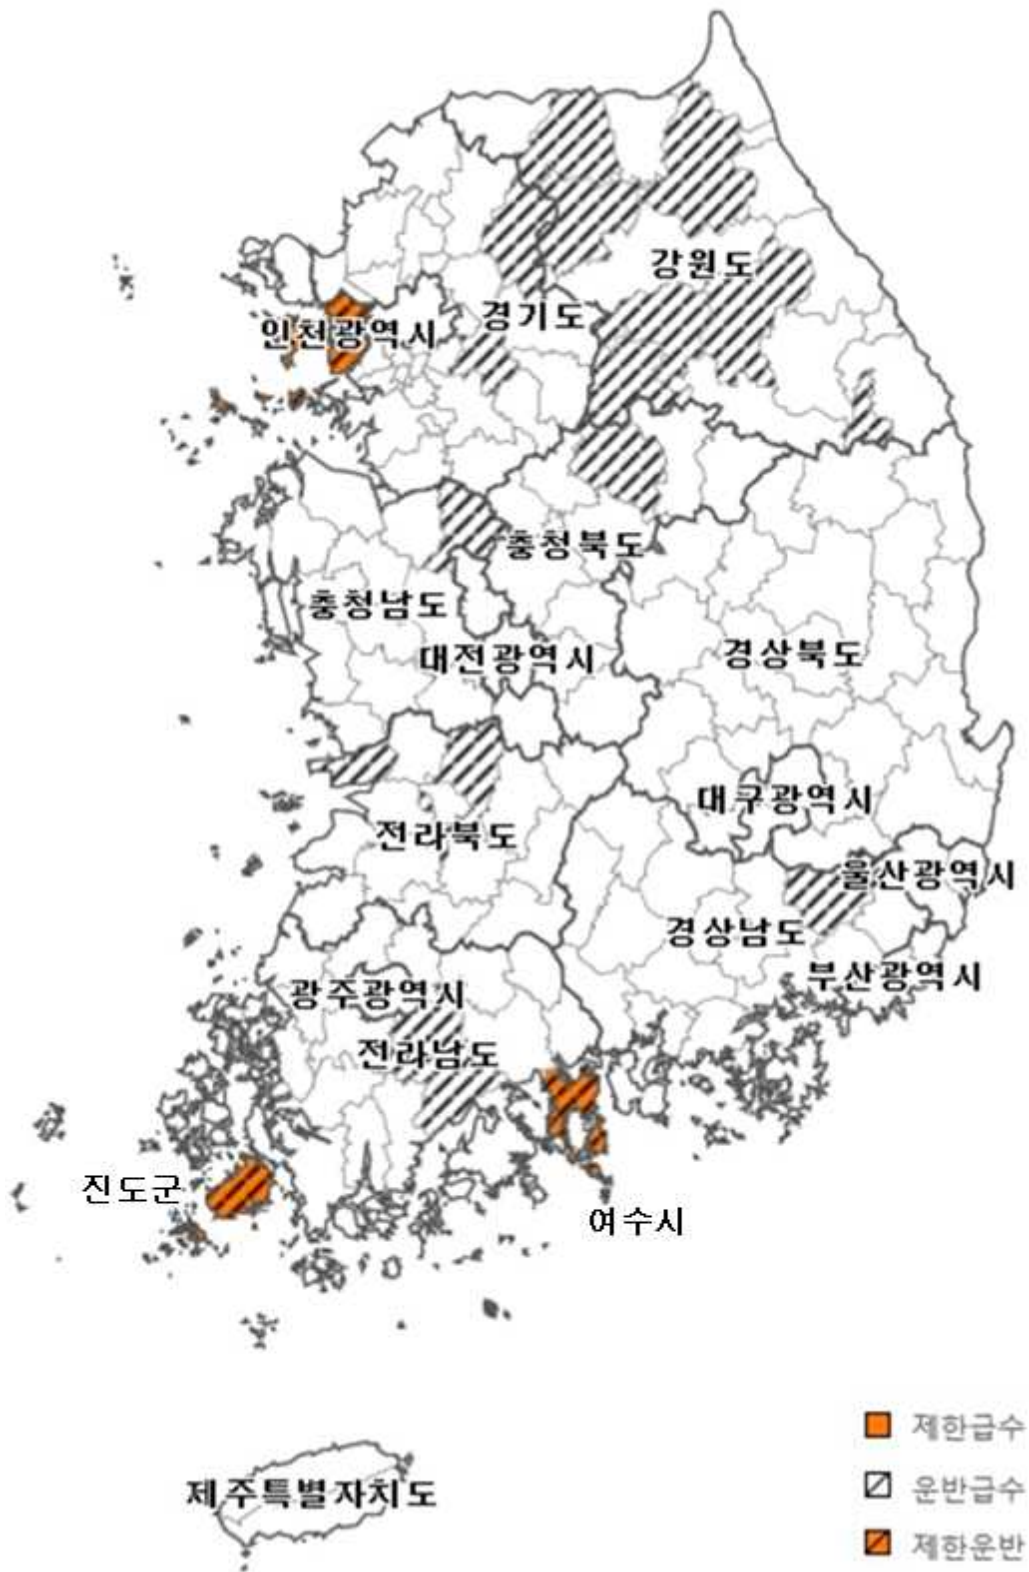 강원도
경기도
인천광역시
충청북도
충청남도
대전광역시
경상북도
대구광역시
전라북도
울산광역시
경상남도
부산광역시
광주광역시
전라남도
진도군
여수시
제주특별자치도
제한급수
운반급수
제한운반